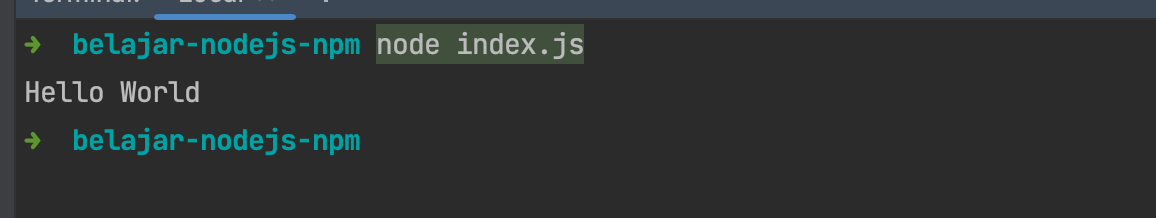 ➜ belajar-nodejs-npm node index.js
Hello World
➜ belajar-nodejs-npm